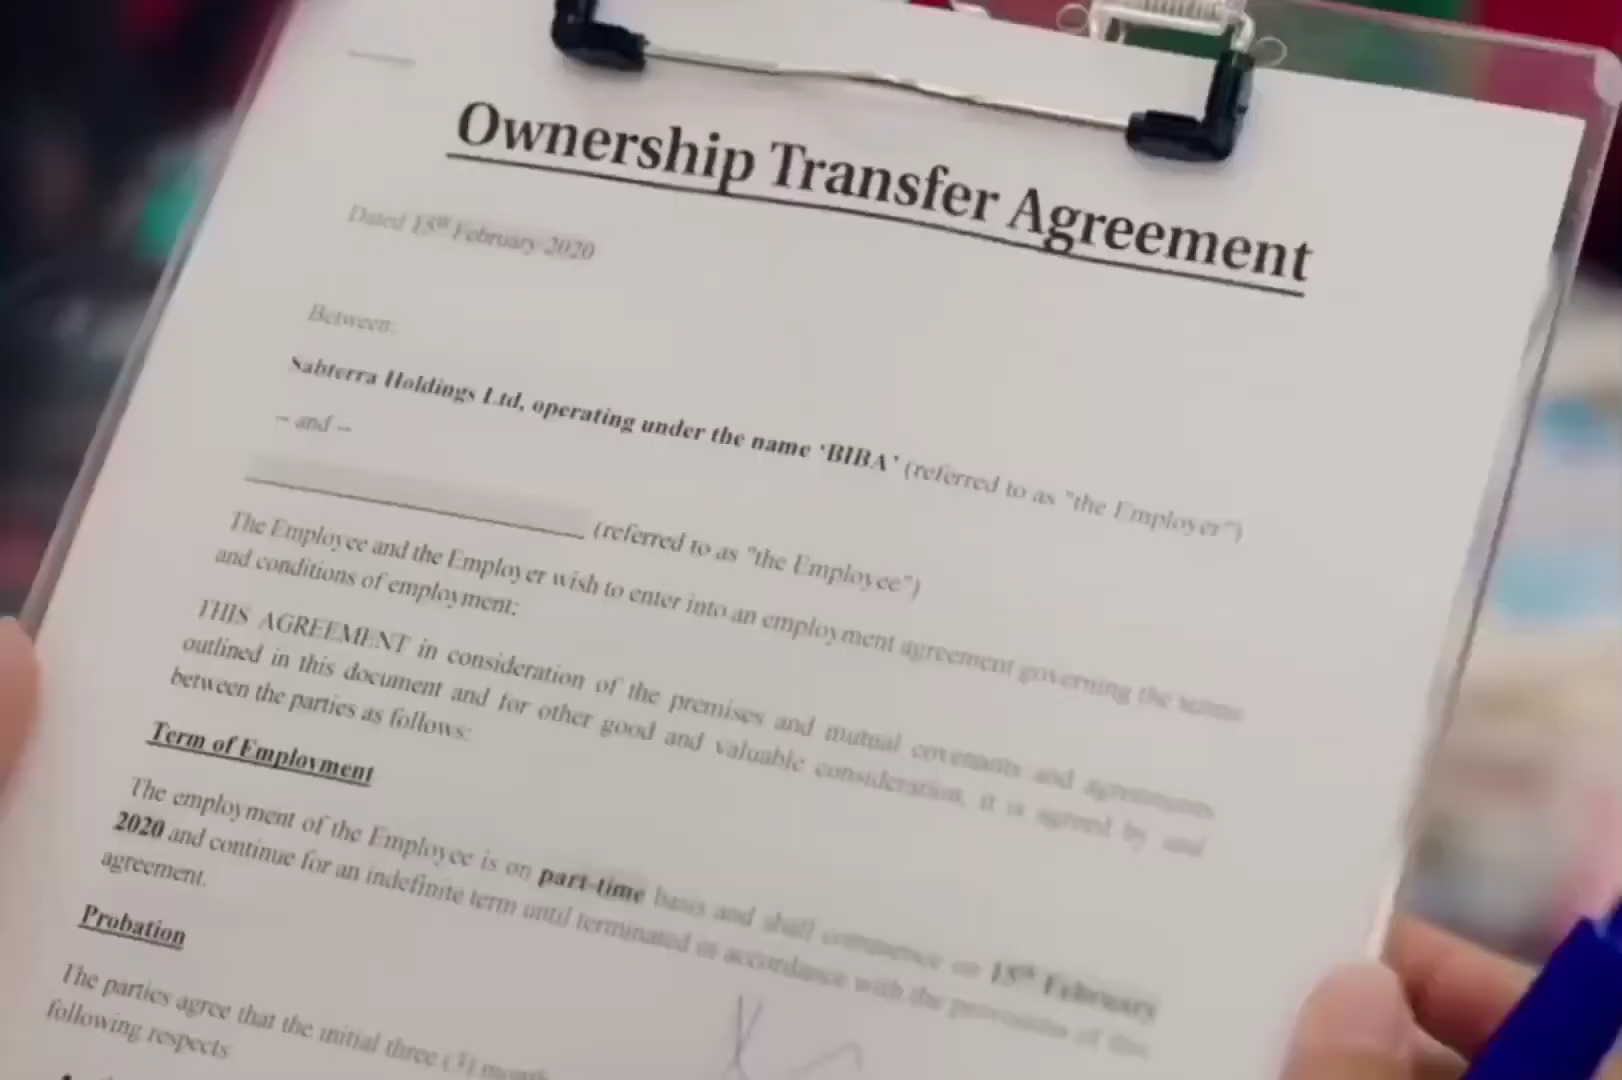 Ownership Transfer Agreement
Dated 15th February 2020
Between:
Sabterra Holdings Ltd, operating under the name ‘BIBA’ (referred to as "the Employer")
-- and --
(referred to as "the Employee")
The Employee and the Employer wish to enter into an employment agreement governing the terms
and conditions of employment;
THIS AGREEMENT in consideration of the premises and mutual covenants and agreements
outlined in this document and for other good and valuable consideration, it is agreed by and
between the parties as follows:
Term of Employment
The employment of the Employee is on part-time basis and shall commence on 15th February
2020 and continue for an indefinite term until terminated in accordance with the provisions of this
agreement.
Probation
The parties agree that the initial three (3) month
following respects